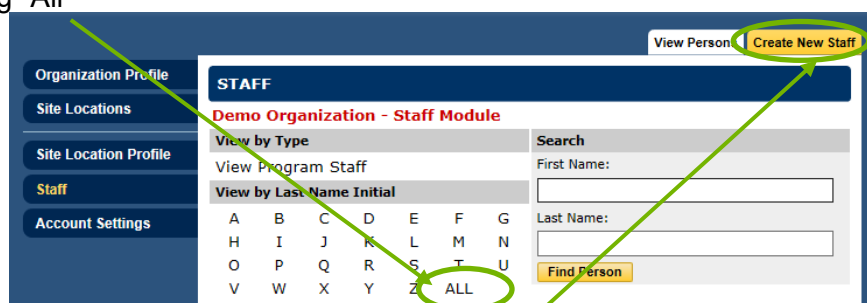 g "All"
View Person Create New Staff
Organization Profile
Site Locations
Site Location Profile
Staff
Account Settings
STAFF
Demo Organization - Staff Module
View by Type
View Program Staff
View by Last Name Initial
A B C D E F G
H I J K L M N
O P Q R S T U
V W X Y Z ALL
Search
First Name:
Last Name:
Find Person